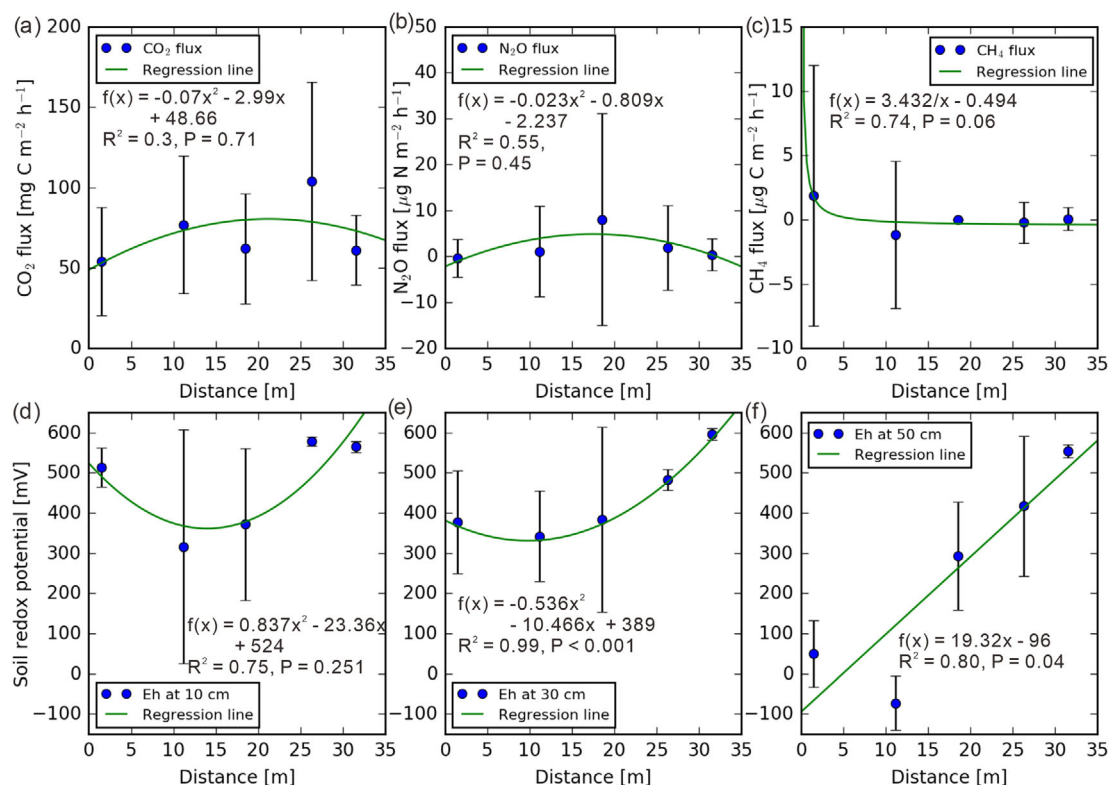 (a)
200
150
100
50
0
CO₂ flux [mg C m⁻² h⁻¹]
CO₂ flux
Regression line
f(x) = -0.07x² - 2.99x
+ 48.66
R² = 0.3, P = 0.71
0 5 10 15 20 25 30 35
Distance [m]
(b)
50
40
30
20
10
0
−10
−20
N₂O flux [µg N m⁻² h⁻¹]
N₂O flux
Regression line
f(x) = -0.023x² - 0.809x
- 2.237
R² = 0.55,
P = 0.45
0 5 10 15 20 25 30 35
Distance [m]
(c)
15
10
5
0
−5
−10
CH₄ flux [µg C m⁻² h⁻¹]
CH₄ flux
Regression line
f(x) = 3.432/x - 0.494
R² = 0.74, P = 0.06
0 5 10 15 20 25 30 35
Distance [m]
(d)
600
500
400
300
200
100
0
−100
Soil redox potential [mV]
f(x) = 0.837x² - 23.36x
+ 524
R² = 0.75, P = 0.251
Eh at 10 cm
Regression line
0 5 10 15 20 25 30 35
Distance [m]
(e)
600
500
400
300
200
100
0
−100
f(x) = -0.536x²
- 10.466x + 389
R² = 0.99, P < 0.001
Eh at 30 cm
Regression line
0 5 10 15 20 25 30 35
Distance [m]
(f)
600
500
400
300
200
100
0
−100
Eh at 50 cm
Regression line
f(x) = 19.32x - 96
R² = 0.80, P = 0.04
0 5 10 15 20 25 30 35
Distance [m]